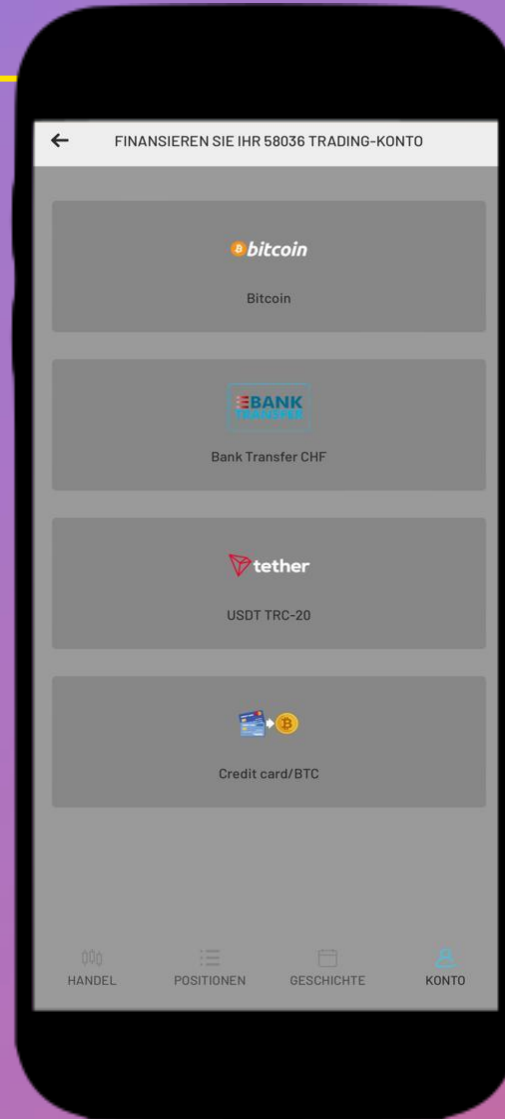 FINANSIEREN SIE IHR 58036 TRADING-KONTO
bitcoin
Bitcoin
BANK
TRANSFER
Bank Transfer CHF
tether
USDT TRC-20
Credit card/BTC
HANDEL POSITIONEN GESCHICHTE KONTO